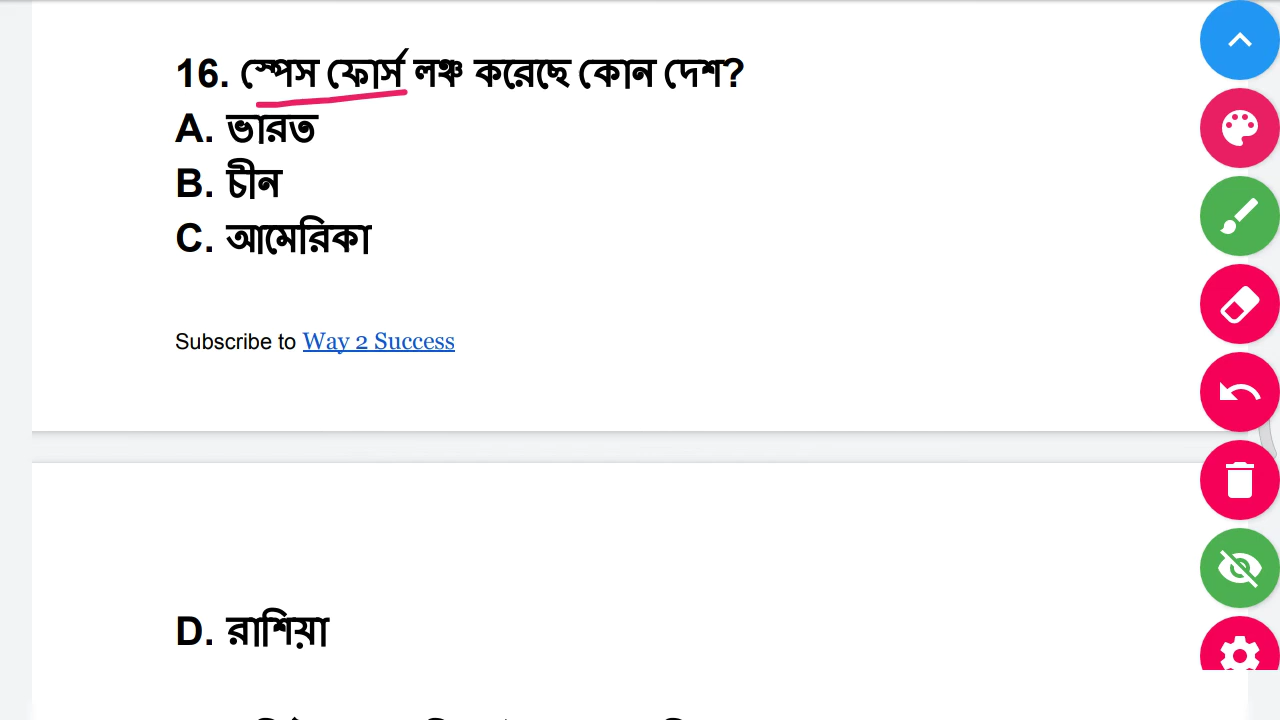 16. স্পেস ফোর্স লঞ্চ করেছে কোন দেশ?
A. ভারত
B. চীন
C. আমেরিকা
Subscribe to Way 2 Success
D. রাশিয়া